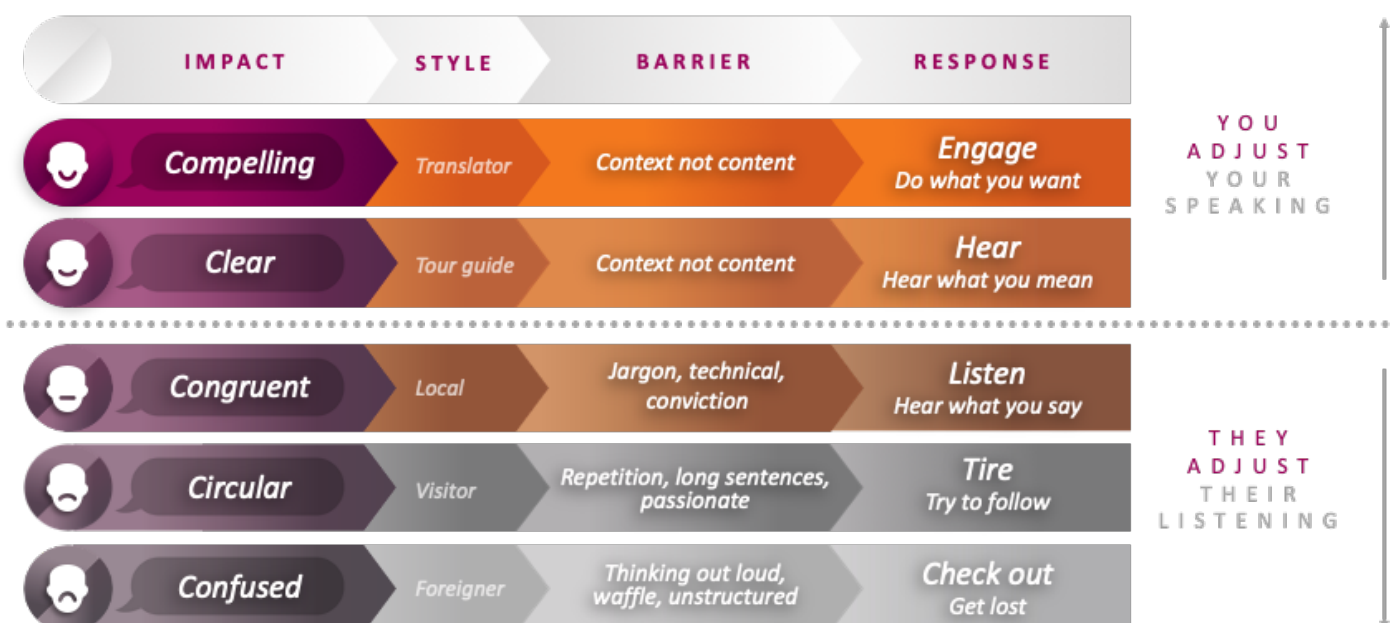 IMPACT STYLE BARRIER RESPONSE
Compelling Translator Context not content Engage
Do what you want
Clear Tour guide Context not content Hear
Hear what you mean
YOU
ADJUST
YOUR
SPEAKING
Congruent Local Jargon, technical,
conviction Listen
Hear what you say
Circular Visitor Repetition, long sentences,
passionate Tire
Try to follow
Confused Foreigner Thinking out loud,
waffle, unstructured Check out
Get lost
THEY
ADJUST
THEIR
LISTENING